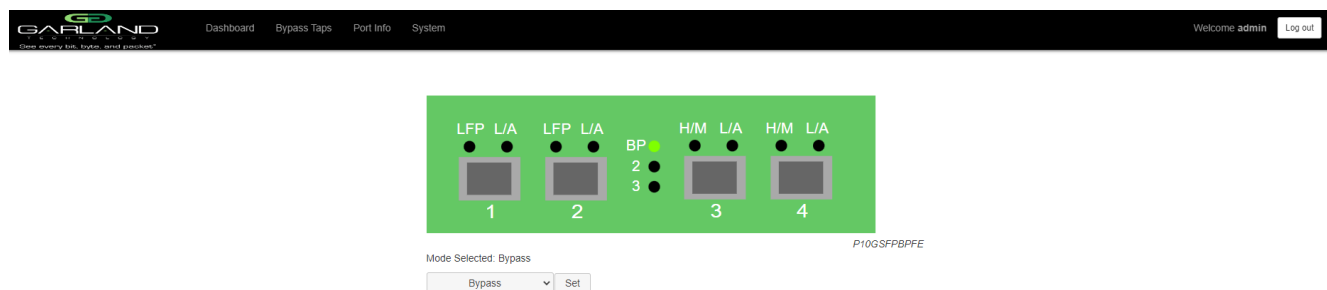 GARLAND
TECHNOLOGY
See every bit, byte, and packet®
Dashboard Bypass Taps Port Info System
Welcome admin Log out
LFP L/A LFP L/A H/M L/A H/M L/A
BP
2
3
1 2 3 4
P10GSFPBPFE
Mode Selected: Bypass
Bypass Set